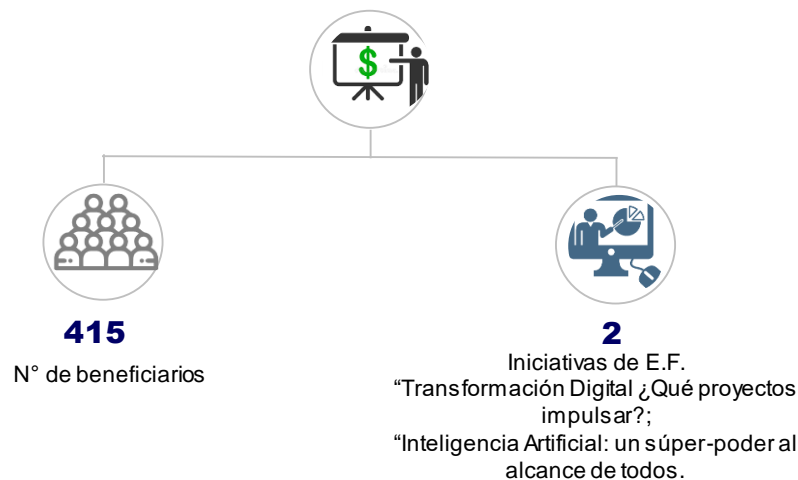 $
415
N° de beneficiarios
2
Iniciativas de E.F.
“Transformación Digital ¿Qué proyectos
impulsar?;
“Inteligencia Artificial: un súper-poder al
alcance de todos.